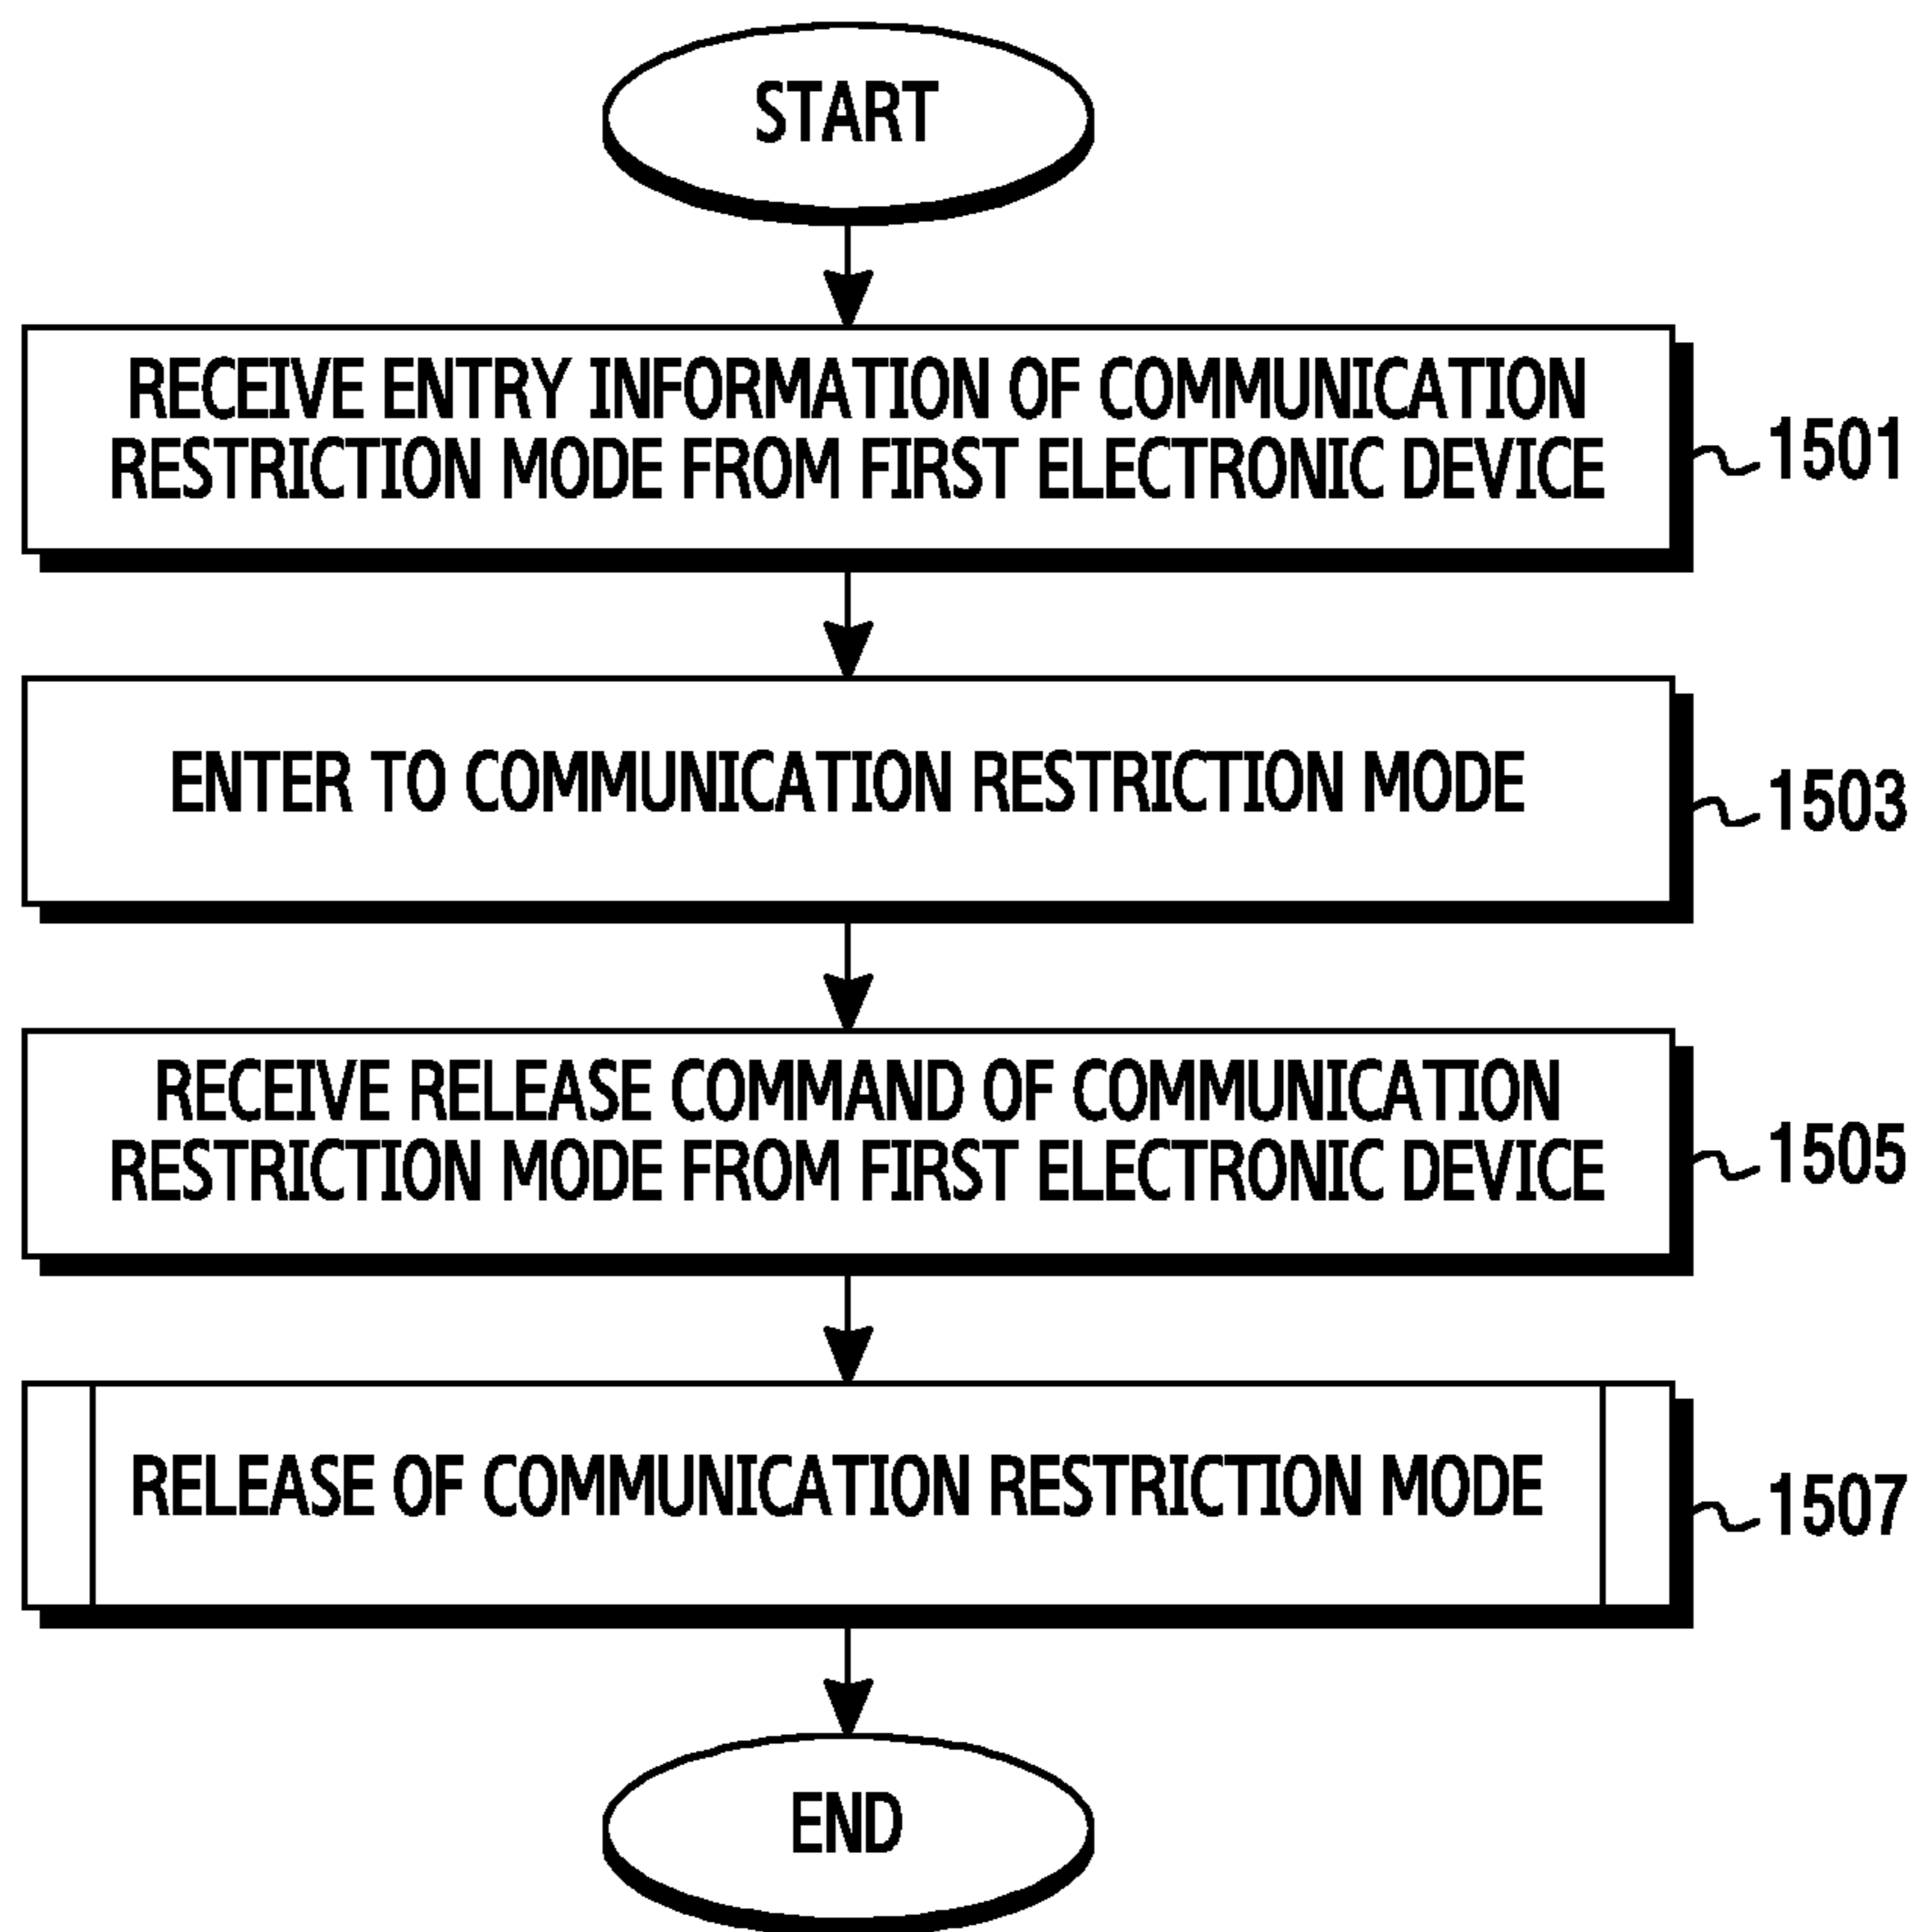 START
RECEIVE ENTRY INFORMATION OF COMMUNICATION
RESTRICTION MODE FROM FIRST ELECTRONIC DEVICE
1501
ENTER TO COMMUNICATION RESTRICTION MODE
1503
RECEIVE RELEASE COMMAND OF COMMUNICATION
RESTRICTION MODE FROM FIRST ELECTRONIC DEVICE
1505
RELEASE OF COMMUNICATION RESTRICTION MODE
1507
END